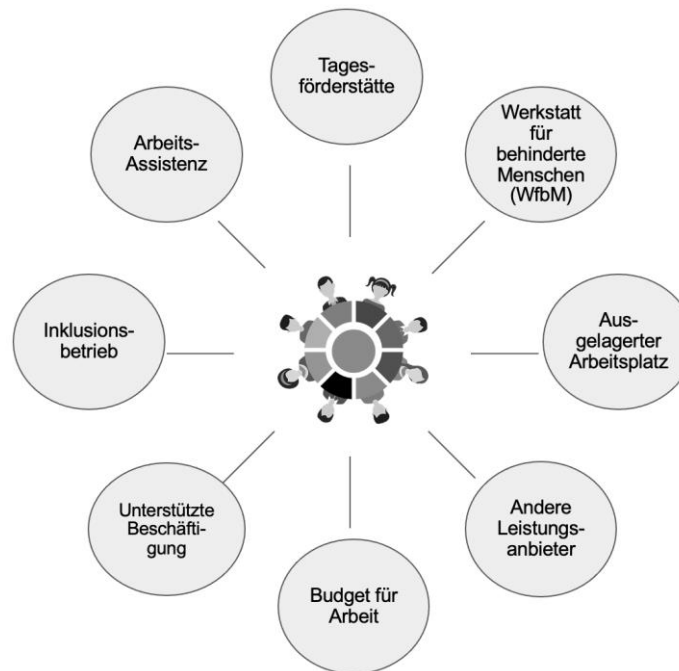 Tages-
förderstätte
Werkstatt
für
behinderte
Menschen
(WfbM)
Aus-
gelagerter
Arbeitsplatz
Andere
Leistungs-
anbieter
Budget für
Arbeit
Unterstützte
Beschäfti-
gung
Inklusions-
betrieb
Arbeits-
Assistenz